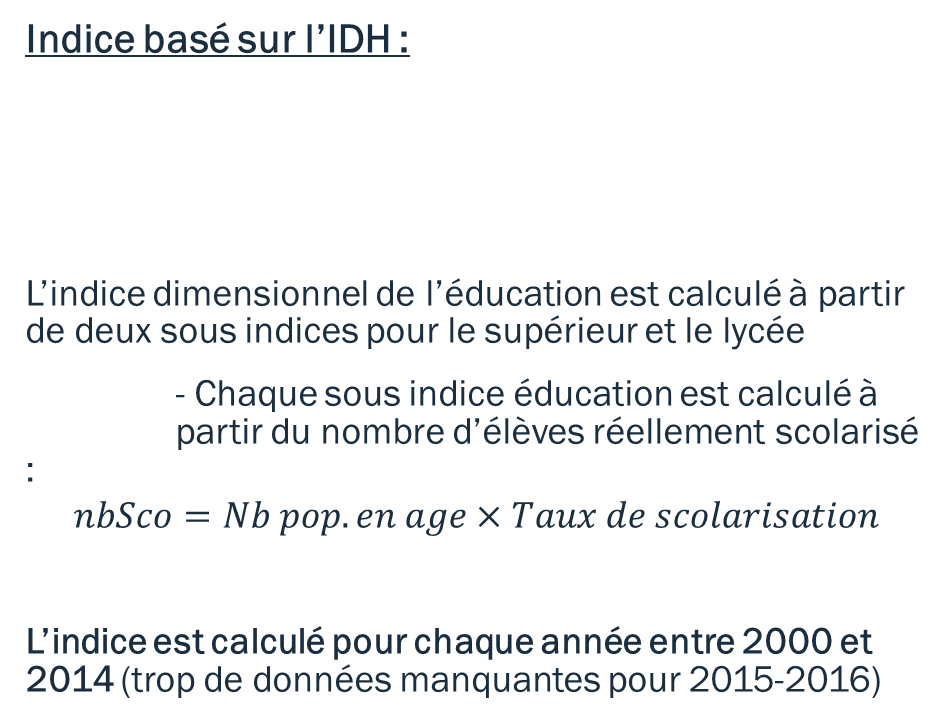 Indice basé sur l’IDH :
L’indice dimensionnel de l’éducation est calculé à partir
de deux sous indices pour le supérieur et le lycée
- Chaque sous indice éducation est calculé à
partir du nombre d’élèves réellement scolarisé
:
nbSco = Nb pop. en age × Taux de scolarisation
L’indice est calculé pour chaque année entre 2000 et
2014 (trop de données manquantes pour 2015-2016)